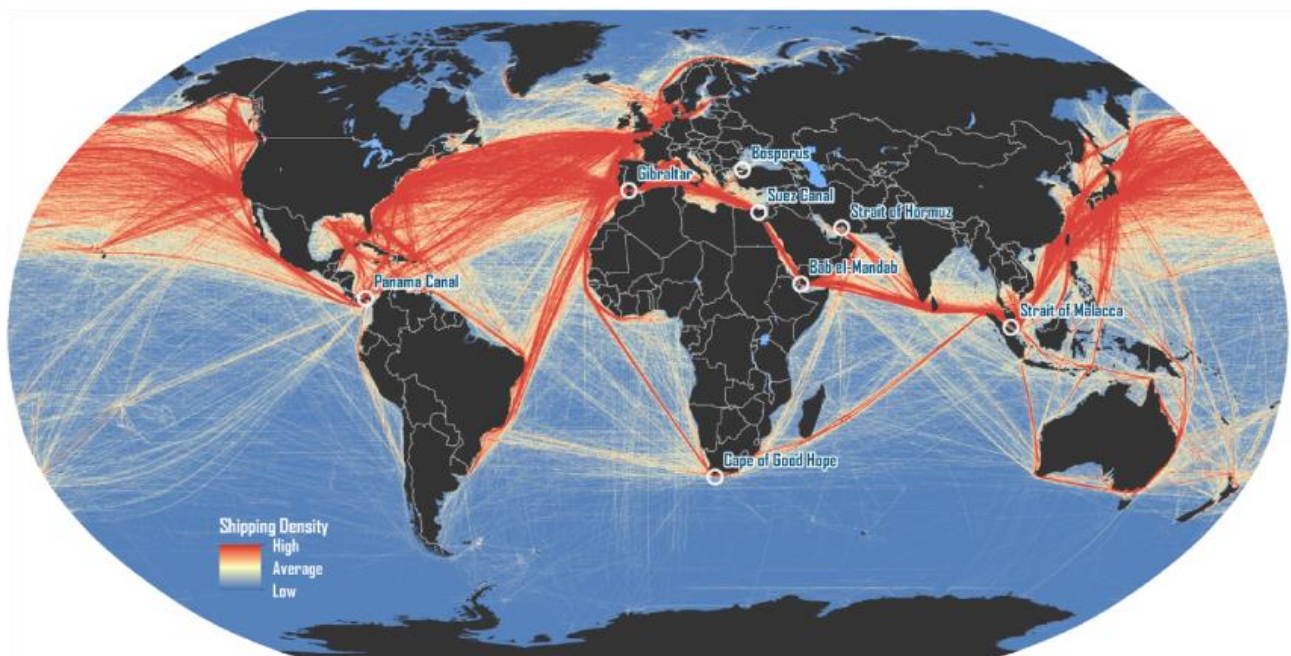 Bosporus
Gibraltar
Suez Canal
Strait of Hormuz
Bab el-Mandab
Panama Canal
Strait of Malacca
Cape of Good Hope
Shipping Density
High
Average
Low